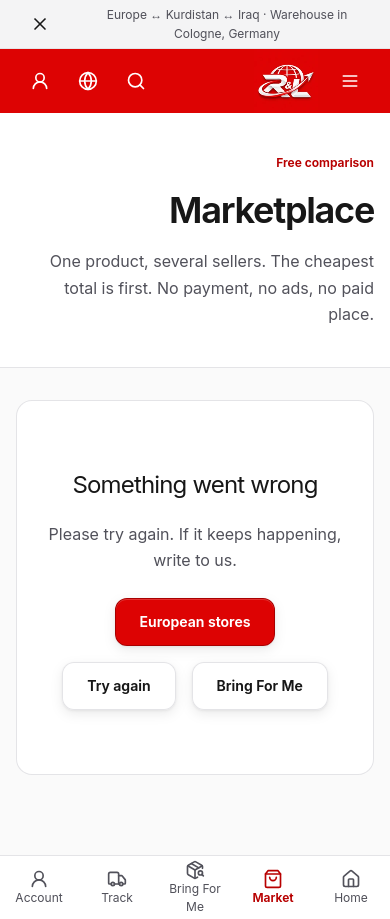 Europe ↔ Kurdistan ↔ Iraq · Warehouse in
Cologne, Germany
R&L
Free comparison
Marketplace
One product, several sellers. The cheapest
total is first. No payment, no ads, no paid
place.
Something went wrong
Please try again. If it keeps happening,
write to us.
European stores
Try again
Bring For Me
Account
Track
Bring For
Me
Market
Home